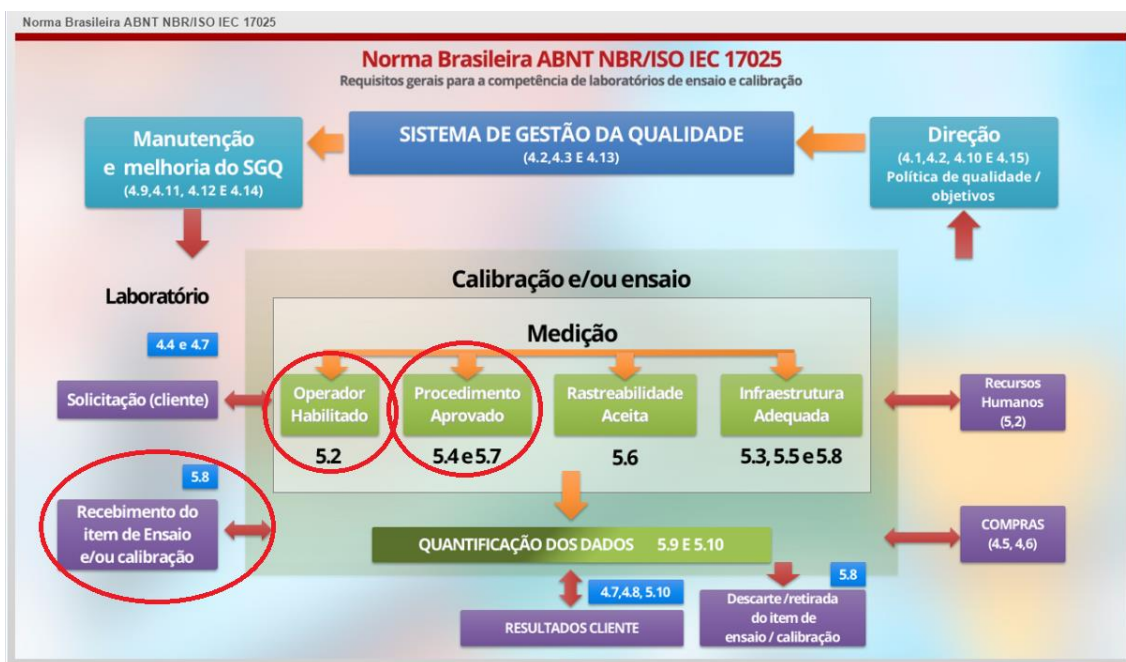 Norma Brasileira ABNT NBR/ISO IEC 17025
Norma Brasileira ABNT NBR/ISO IEC 17025
Requisitos gerais para a competência de laboratórios de ensaio e calibração
Manutenção
e melhoria do SGQ
(4.9,4.11, 4.12 E 4.14)
SISTEMA DE GESTÃO DA QUALIDADE
(4.2,4.3 E 4.13)
Direção
(4.1,4.2, 4.10 E 4.15)
Política de qualidade /
objetivos
Laboratório
4.4 e 4.7
Solicitação (cliente)
5.8
Recebimento do
item de Ensaio
e/ou calibração
Calibração e/ou ensaio
Medição
Operador
Habilitado
5.2
Procedimento
Aprovado
5.4 e 5.7
Rastreabilidade
Aceita
5.6
Infraestrutura
Adequada
5.3, 5.5 e 5.8
QUANTIFICAÇÃO DOS DADOS 5.9 E 5.10
Recursos
Humanos
(5,2)
COMPRAS
(4.5, 4,6)
4.7,4.8, 5.10
RESULTADOS CLIENTE
5.8
Descarte /retirada
do item de
ensaio / calibração